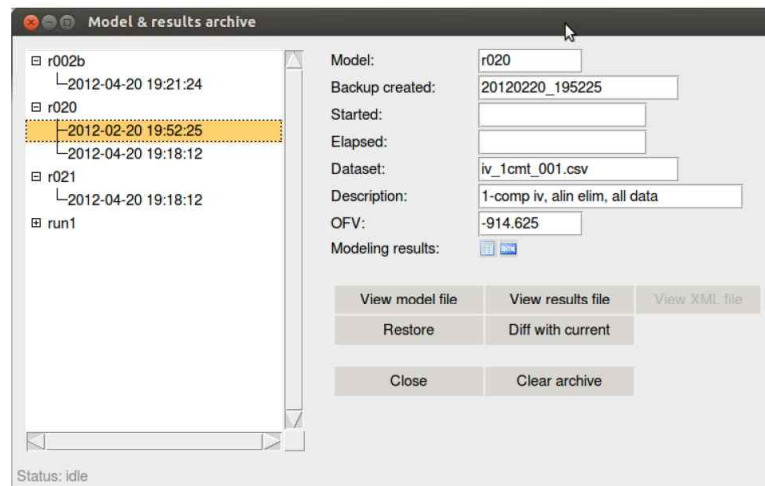 Model & results archive
r002b
2012-04-20 19:21:24
r020
2012-02-20 19:52:25
2012-04-20 19:18:12
r021
2012-04-20 19:18:12
run1
Model: r020
Backup created: 20120220_195225
Started:
Elapsed:
Dataset: iv_1cmt_001.csv
Description: 1-comp iv, alin elim, all data
OFV: -914.625
Modeling results:
View model file View results file View XML file
Restore Diff with current
Close Clear archive
Status: idle